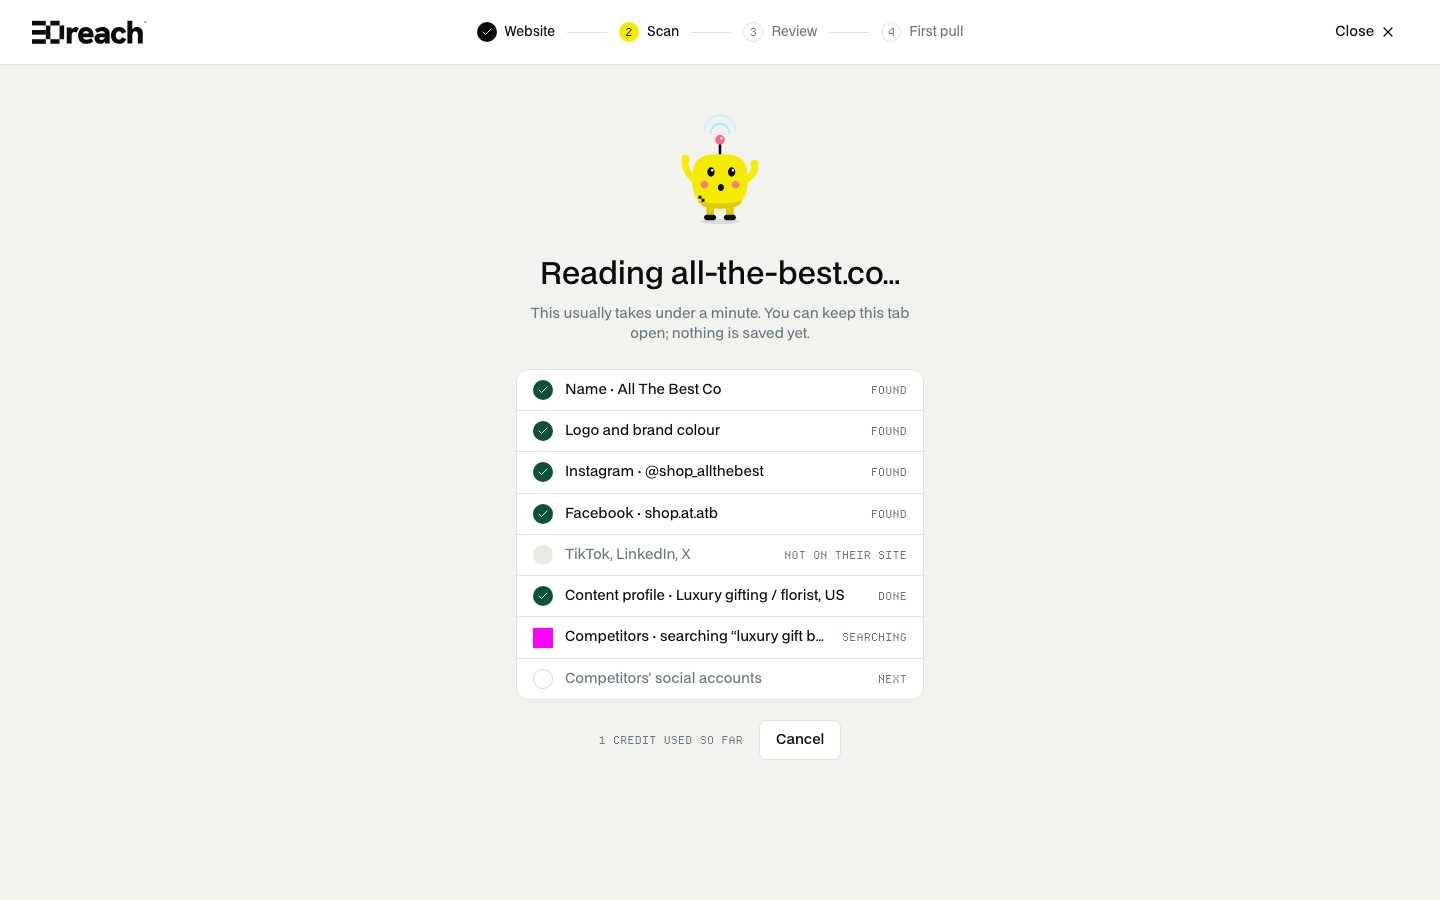 reach
Website
2 Scan
3 Review
4 First pull
Close
Reading all-the-best.co...
This usually takes under a minute. You can keep this tab
open; nothing is saved yet.
Name · All The Best Co FOUND
Logo and brand colour FOUND
Instagram · @shop_allthebest FOUND
Facebook · shop.at.atb FOUND
TikTok, LinkedIn, X NOT ON THEIR SITE
Content profile · Luxury gifting / florist, US DONE
Competitors · searching “luxury gift b... SEARCHING
Competitors’ social accounts NEXT
1 CREDIT USED SO FAR Cancel